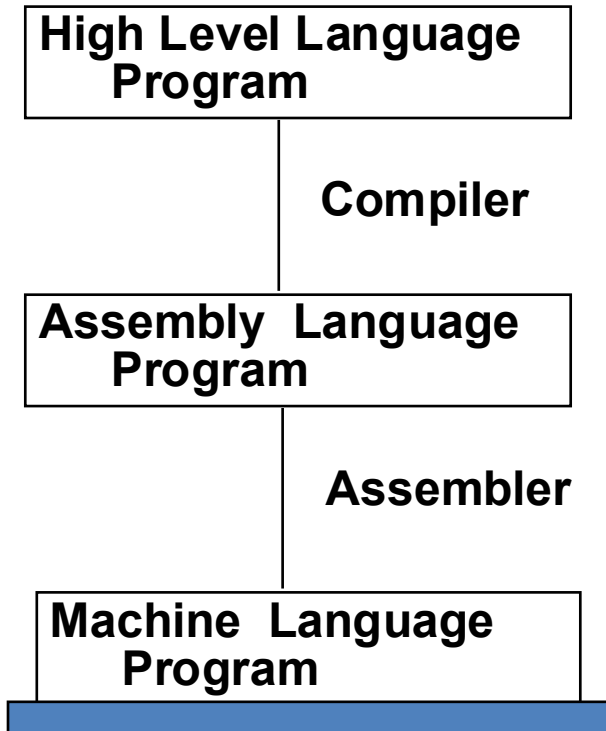 High Level Language
Program
Compiler
Assembly Language
Program
Assembler
Machine Language
Program